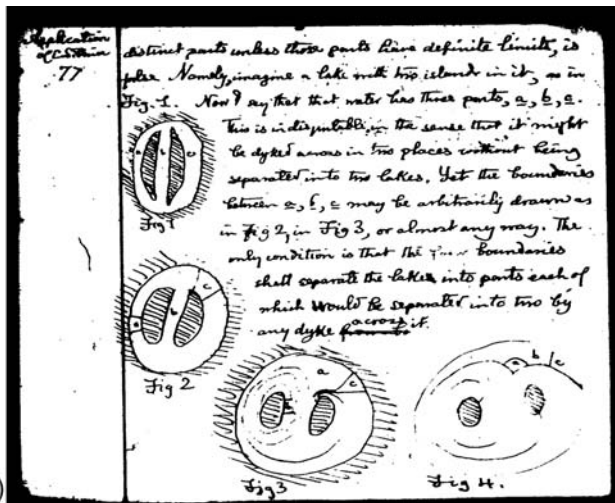 Application
77
distinct parts unless those parts have definite limits, is
false. Namely, imagine a lake with two islands in it, as in
Fig. 1. Now I say that that water has three parts, a, b, c.
This is indisputable, in the sense that it might
be dyked across in two places without being
separated into two lakes. Yet the boundaries
between a, b, c may be arbitrarily drawn as
in Fig 2, in Fig 3, or almost any way. The
only condition is that the boundaries
shall separate the lake into parts each of
which would be separated into two by
any dyke across it.
a b c
Fig 1
a b c
Fig 2
a c
Fig 3
a b c
Fig 4.